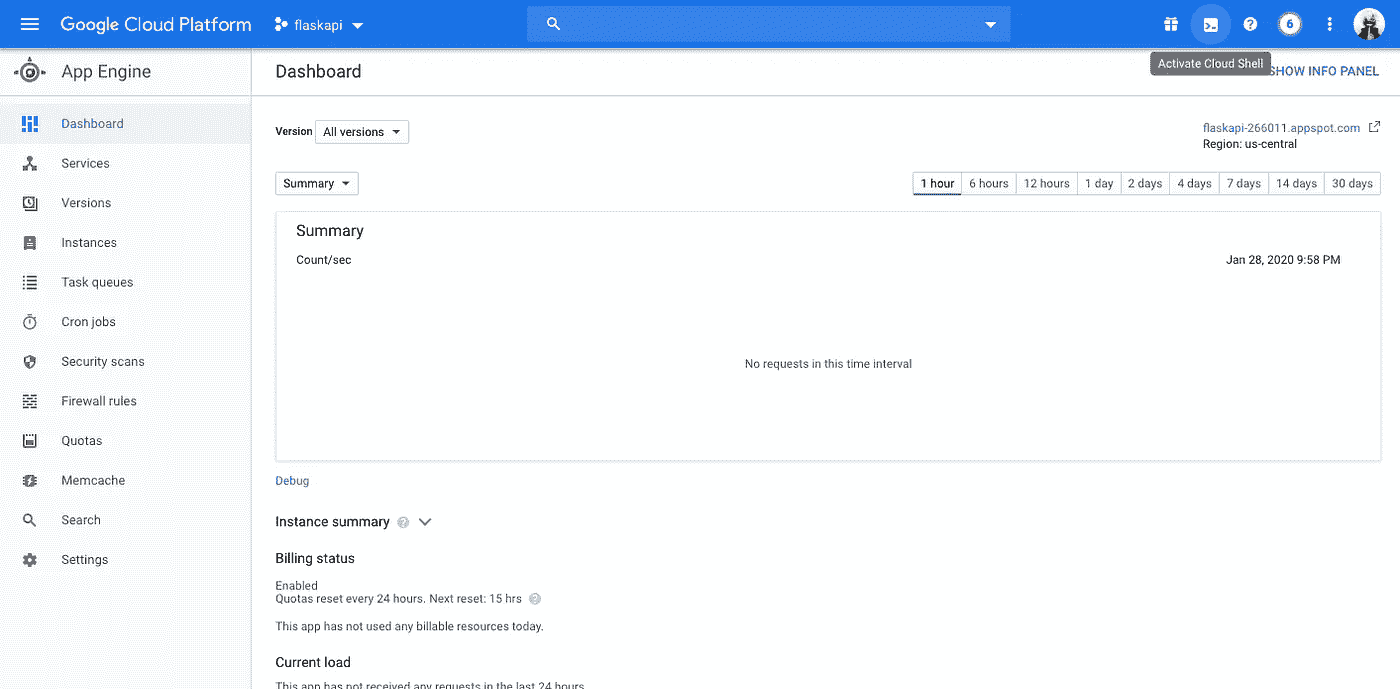 Google Cloud Platform
flaskapi
6
App Engine
Dashboard
Activate Cloud Shell
SHOW INFO PANEL
Dashboard
Services
Versions
Instances
Task queues
Cron jobs
Security scans
Firewall rules
Quotas
Memcache
Search
Settings
Version All versions
flaskapi-266011.appspot.com
Region: us-central
Summary
1 hour 6 hours 12 hours 1 day 2 days 4 days 7 days 14 days 30 days
Summary
Count/sec
Jan 28, 2020 9:58 PM
No requests in this time interval
Debug
Instance summary
Billing status
Enabled
Quotas reset every 24 hours. Next reset: 15 hrs
This app has not used any billable resources today.
Current load
This app has not received any requests in the last 24 hours